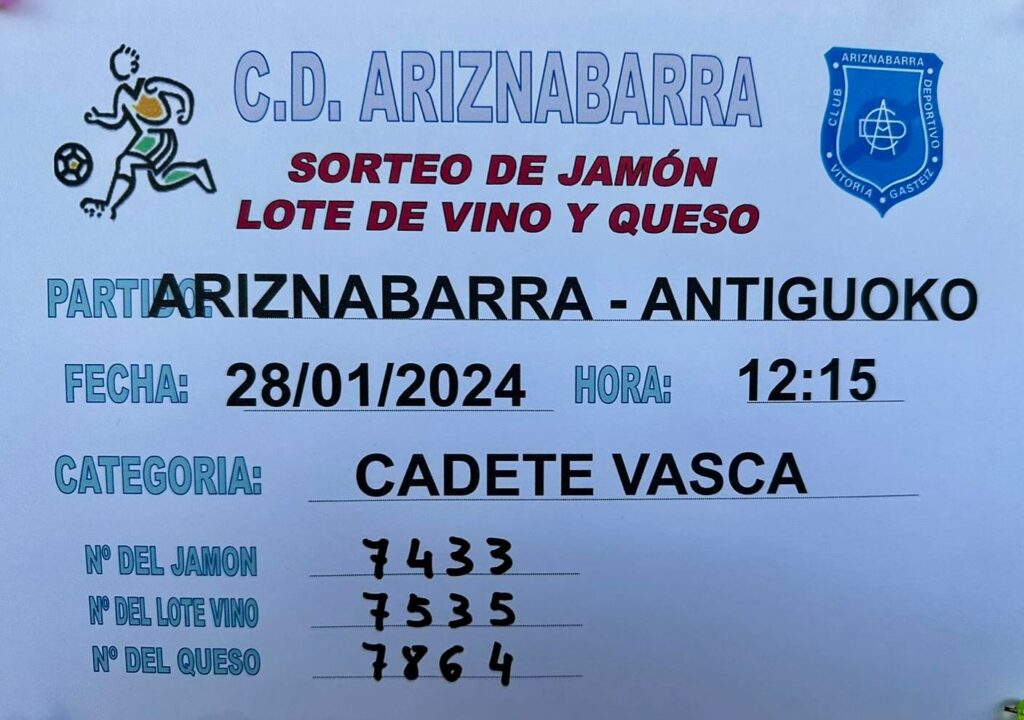 C.D. ARIZNABARRA
ARIZNABARRA
CLUB
DEPORTIVO
VITORIA GASTEIZ
SORTEO DE JAMÓN
LOTE DE VINO Y QUESO
PARTIDO: ARIZNABARRA - ANTIGUOKO
FECHA: 28/01/2024 HORA: 12:15
CATEGORIA: CADETE VASCA
Nº DEL JAMON 7433
Nº DEL LOTE VINO 7535
Nº DEL QUESO 7864